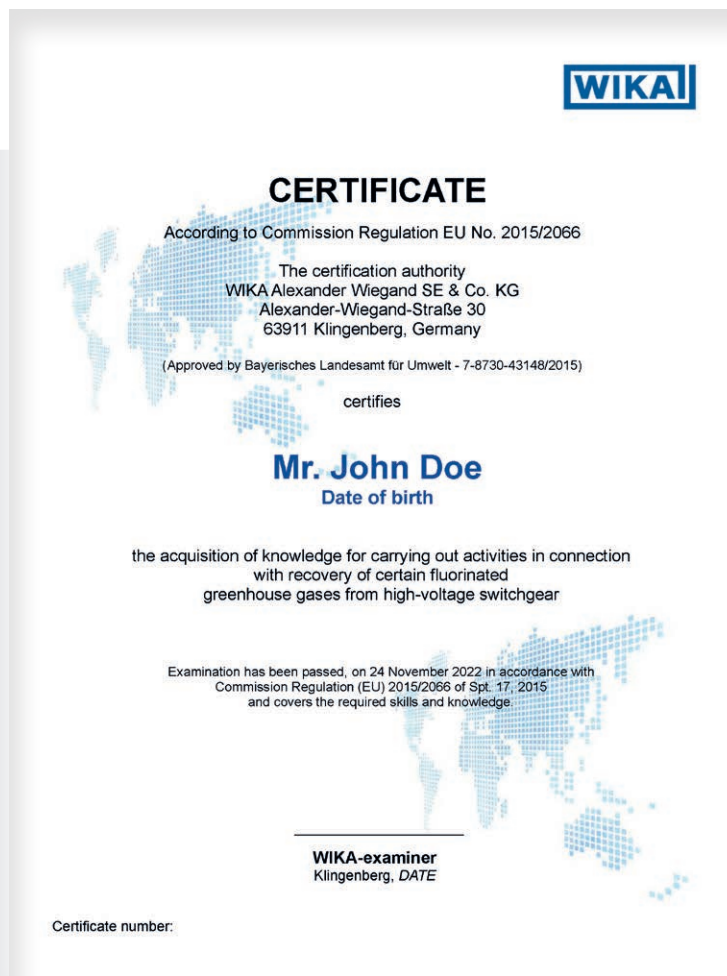 WIKA
CERTIFICATE
According to Commission Regulation EU No. 2015/2066
The certification authority
WIKA Alexander Wiegand SE & Co. KG
Alexander-Wiegand-Straße 30
63911 Klingenberg, Germany
(Approved by Bayerisches Landesamt für Umwelt - 7-8730-43148/2015)
certifies
Mr. John Doe
Date of birth
the acquisition of knowledge for carrying out activities in connection
with recovery of certain fluorinated
greenhouse gases from high-voltage switchgear
Examination has been passed, on 24 November 2022 in accordance with
Commission Regulation (EU) 2015/2066 of Spt. 17, 2015
and covers the required skills and knowledge.
WIKA-examiner
Klingenberg, DATE
Certificate number: